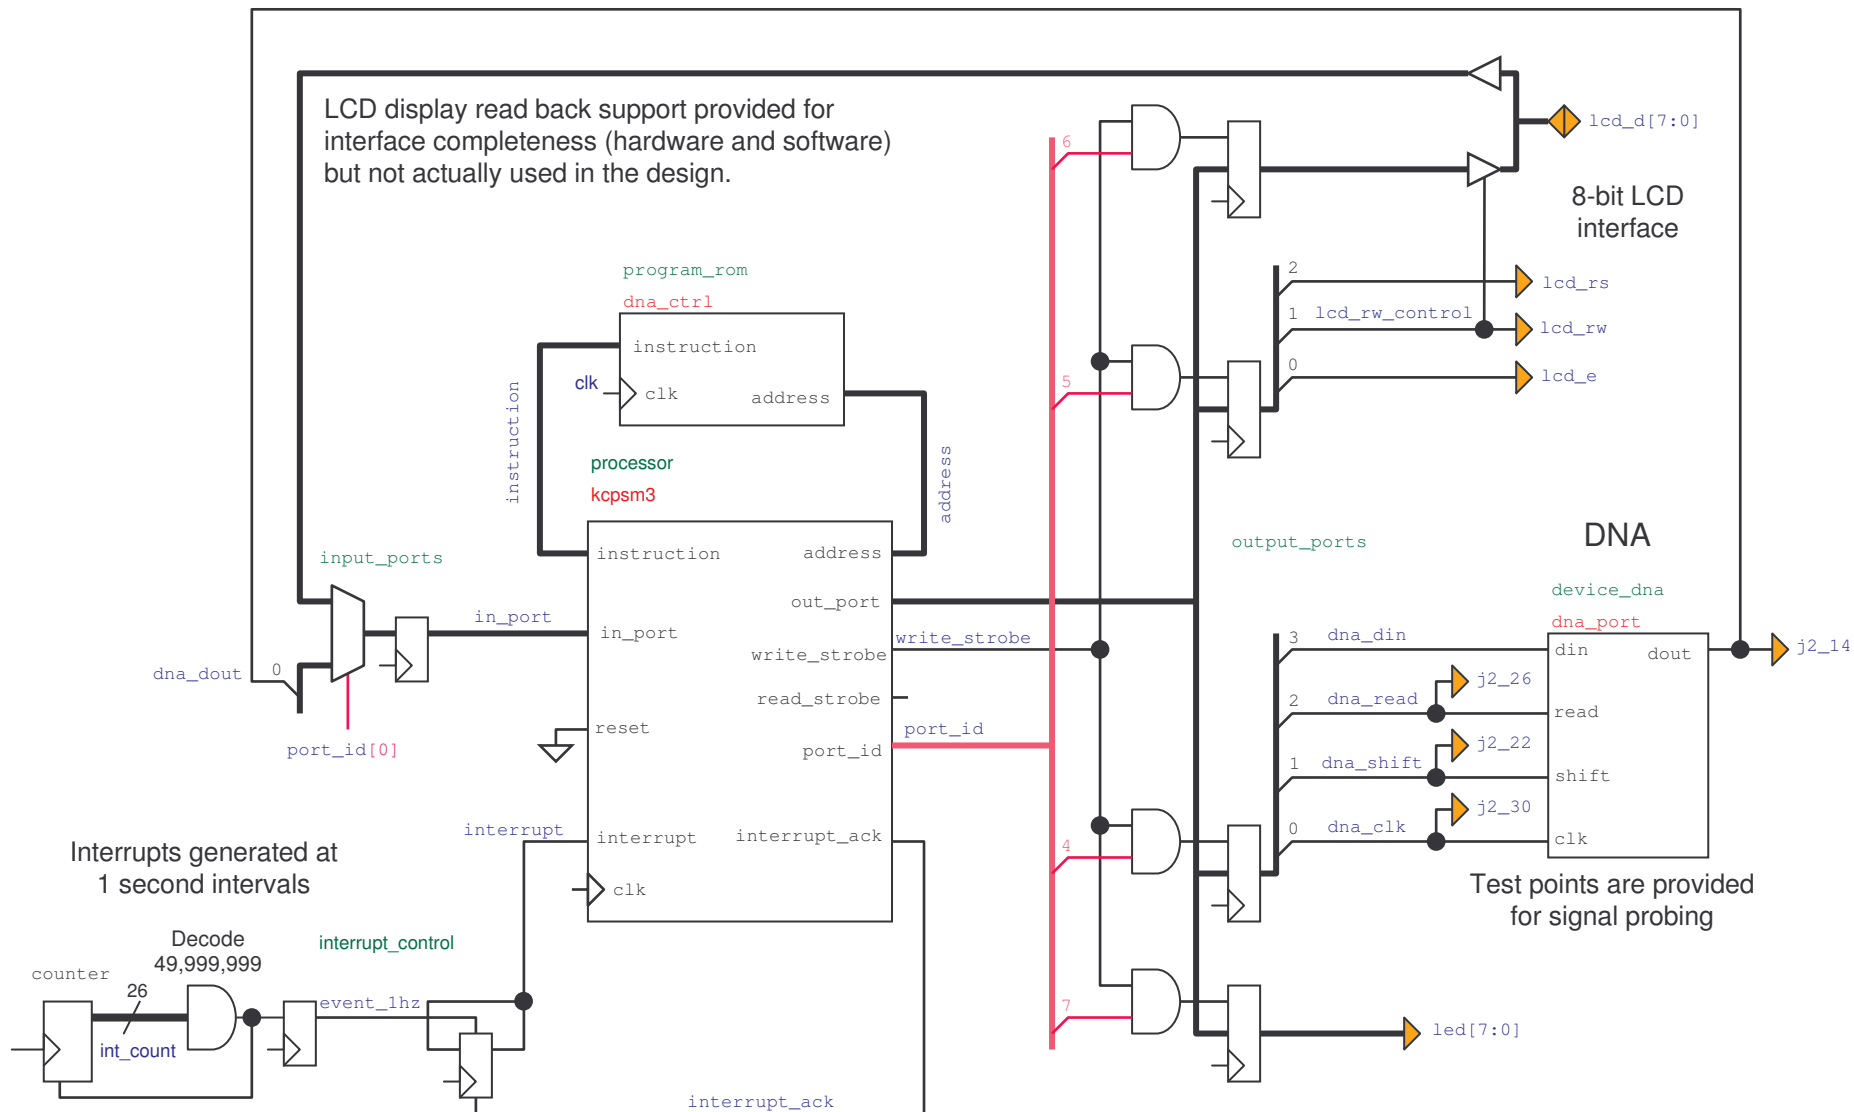 LCD display read back support provided for
interface completeness (hardware and software)
but not actually used in the design.
6
lcd_d[7:0]
8-bit LCD
interface
program_rom
dna_ctrl
instruction
clk
clk
address
instruction
address
2
lcd_rs
1
lcd_rw_control
lcd_rw
0
lcd_e
5
processor
kcpsm3
instruction
address
out_port
in_port
write_strobe
read_strobe
reset
port_id
interrupt
interrupt_ack
clk
input_ports
in_port
dna_dout
0
port_id[0]
write_strobe
port_id
output_ports
DNA
device_dna
dna_port
3
dna_din
din
dout
j2_14
j2_26
2
dna_read
read
j2_22
1
dna_shift
shift
j2_30
0
dna_clk
clk
4
Test points are provided
for signal probing
interrupt
Interrupts generated at
1 second intervals
Decode
49,999,999
interrupt_control
counter
26
event_1hz
int_count
7
led[7:0]
interrupt_ack